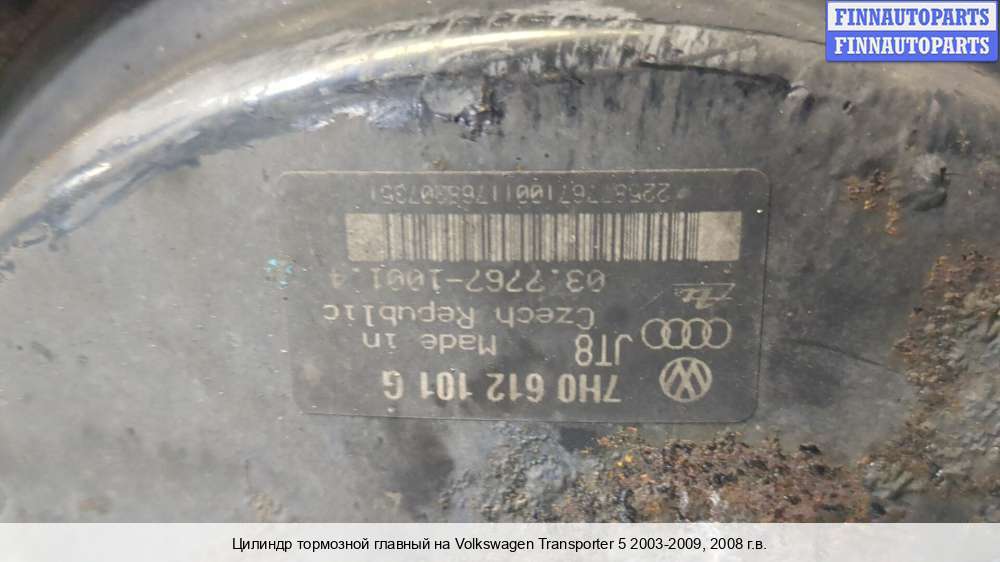 FINNAUTOPARTS
FINNAUTOPARTS
7H0 612 101 G
JT8 Made in
Czech Republic
03.7767-1001.4
Цилиндр тормозной главный на Volkswagen Transporter 5 2003-2009, 2008 г.в.